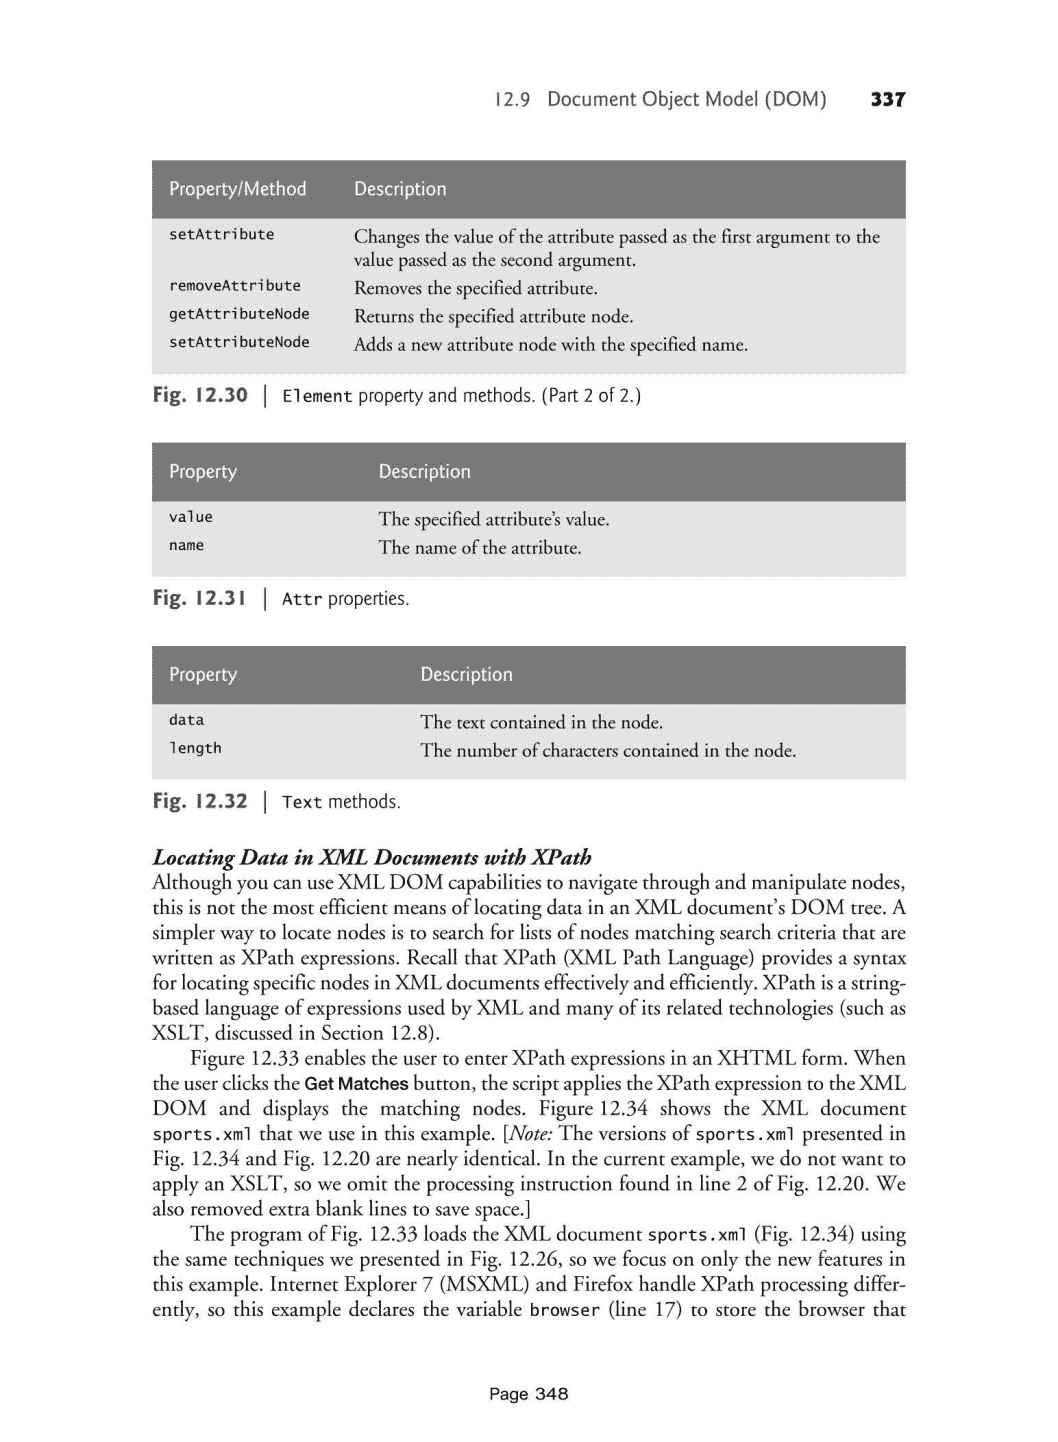 12.9 Document Object Model (DOM) 337
Property/Method Description
setAttribute Changes the value of the attribute passed as the first argument to the
value passed as the second argument.
removeAttribute Removes the specified attribute.
getAttributeNode Returns the specified attribute node.
setAttributeNode Adds a new attribute node with the specified name.
Fig. 12.30 | Element property and methods. (Part 2 of 2.)
Property Description
value The specified attribute's value.
name The name of the attribute.
Fig. 12.31 | Attr properties.
Property Description
data The text contained in the node.
length The number of characters contained in the node.
Fig. 12.32 | Text methods.
Locating Data in XML Documents with XPath
Although you can use XML DOM capabilities to navigate through and manipulate nodes,
this is not the most efficient means of locating data in an XML document's DOM tree. A
simpler way to locate nodes is to search for lists of nodes matching search criteria that are
written as XPath expressions. Recall that XPath (XML Path Language) provides a syntax
for locating specific nodes in XML documents effectively and efficiently. XPath is a string-
based language of expressions used by XML and many of its related technologies (such as
XSLT, discussed in Section 12.8).
Figure 12.33 enables the user to enter XPath expressions in an XHTML form. When
the user clicks the Get Matches button, the script applies the XPath expression to the XML
DOM and displays the matching nodes. Figure 12.34 shows the XML document
sports.xml that we use in this example. [Note: The versions of sports.xml presented in
Fig. 12.34 and Fig. 12.20 are nearly identical. In the current example, we do not want to
apply an XSLT, so we omit the processing instruction found in line 2 of Fig. 12.20. We
also removed extra blank lines to save space.]
The program of Fig. 12.33 loads the XML document sports.xml (Fig. 12.34) using
the same techniques we presented in Fig. 12.26, so we focus on only the new features in
this example. Internet Explorer 7 (MSXML) and Firefox handle XPath processing differ-
ently, so this example declares the variable browser (line 17) to store the browser that
Page 348